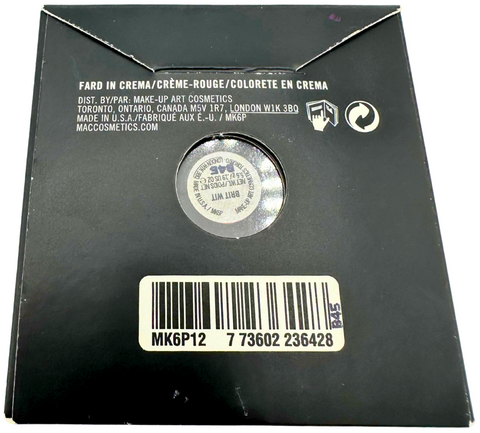 FARD IN CREMA/CRÈME-ROUGE/COLORETE EN CREMA
DIST. BY/PAR: MAKE-UP ART COSMETICS
TORONTO, ONTARIO, CANADA M5V 1R7, LONDON W1K 3BQ
MADE IN U.S.A./FABRIQUÉ AUX É.-U. / MK6P
MACCOSMETICS.COM
BRIT WIT
B45
MK6P12 7 73602 236428
B45